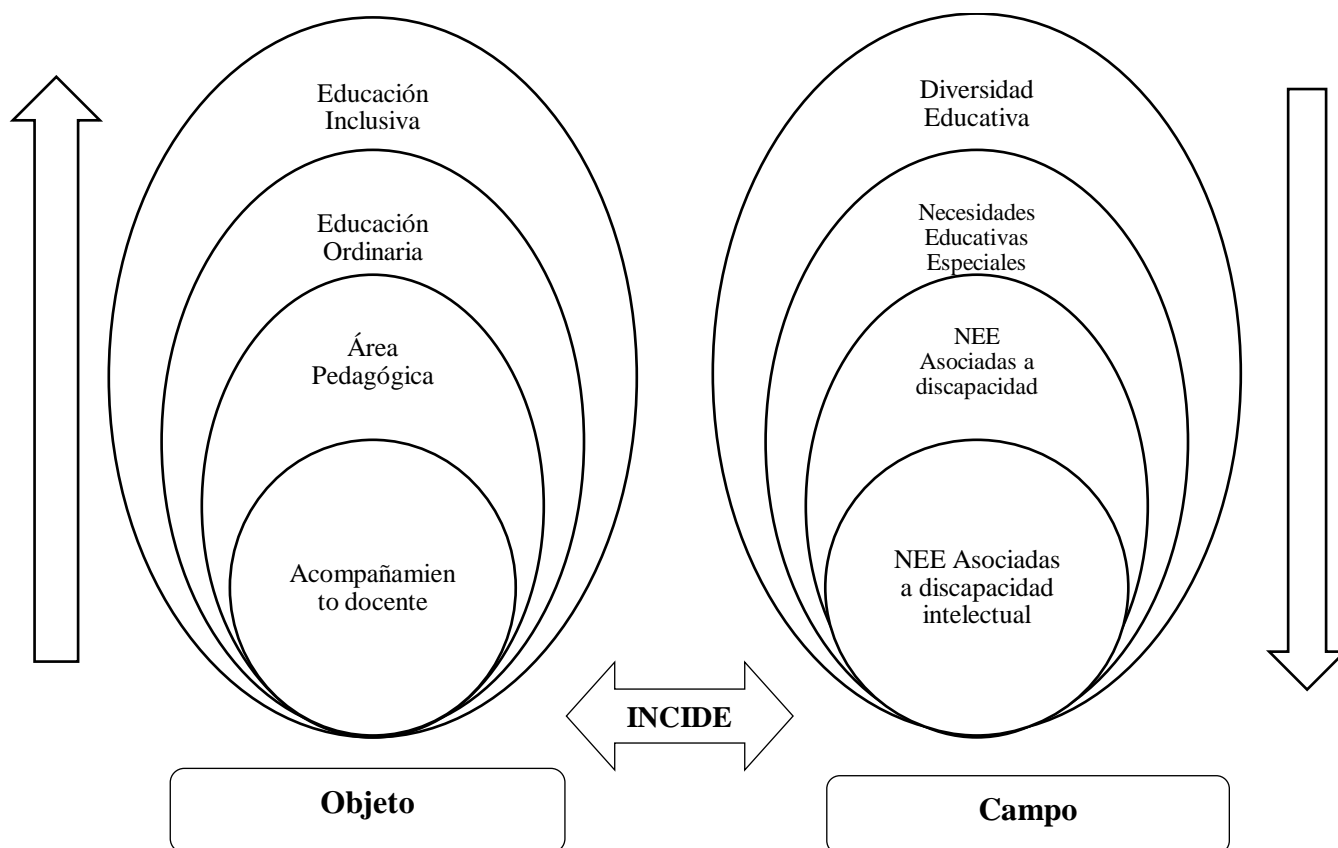 Educación
Inclusiva
Educación
Ordinaria
Área
Pedagógica
Acompañamien
to docente
Diversidad
Educativa
Necesidades
Educativas
Especiales
NEE
Asociadas a
discapacidad
NEE Asociadas
a discapacidad
intelectual
INCIDE
Objeto
Campo